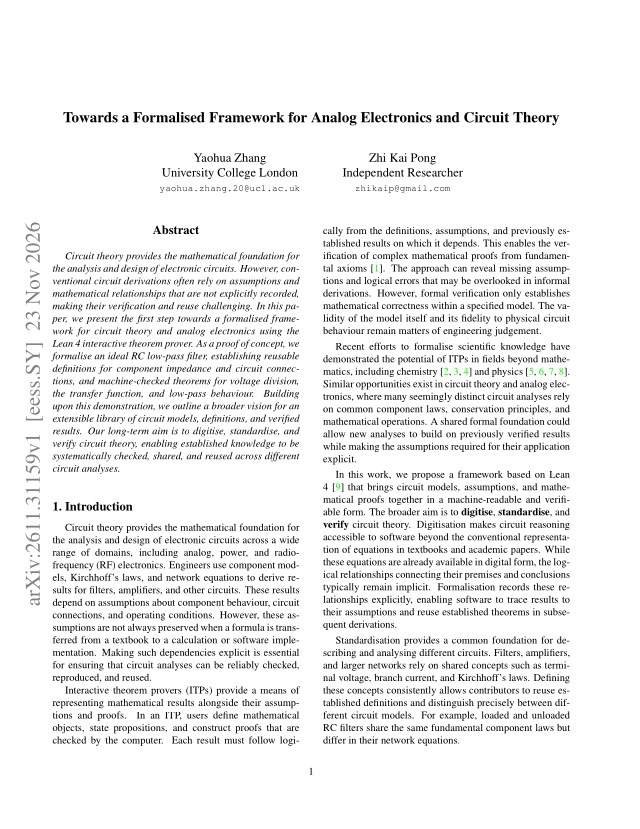 Towards a Formalised Framework for Analog Electronics and Circuit Theory
Yaohua Zhang
University College London
yaohua.zhang.20@ucl.ac.uk
Zhi Kai Pong
Independent Researcher
zhikaip@gmail.com
arXiv:2611.31159v1 [eess.SY] 23 Nov 2026
Abstract
Circuit theory provides the mathematical foundation for
the analysis and design of electronic circuits. However, con-
ventional circuit derivations often rely on assumptions and
mathematical relationships that are not explicitly recorded,
making their verification and reuse challenging. In this pa-
per, we present the first step towards a formalised frame-
work for circuit theory and analog electronics using the
Lean 4 interactive theorem prover. As a proof of concept, we
formalise an ideal RC low-pass filter, establishing reusable
definitions for component impedance and circuit connec-
tions, and machine-checked theorems for voltage division,
the transfer function, and low-pass behaviour. Building
upon this demonstration, we outline a broader vision for an
extensible library of circuit models, definitions, and verified
results. Our long-term aim is to digitise, standardise, and
verify circuit theory, enabling established knowledge to be
systematically checked, shared, and reused across different
circuit analyses.
1. Introduction
Circuit theory provides the mathematical foundation for
the analysis and design of electronic circuits across a wide
range of domains, including analog, power, and radio-
frequency (RF) electronics. Engineers use component mod-
els, Kirchhoff's laws, and network equations to derive re-
sults for filters, amplifiers, and other circuits. These results
depend on assumptions about component behaviour, circuit
connections, and operating conditions. However, these as-
sumptions are not always preserved when a formula is trans-
ferred from a textbook to a calculation or software imple-
mentation. Making such dependencies explicit is essential
for ensuring that circuit analyses can be reliably checked,
reproduced, and reused.
Interactive theorem provers (ITPs) provide a means of
representing mathematical results alongside their assump-
tions and proofs. In an ITP, users define mathematical
objects, state propositions, and construct proofs that are
checked by the computer. Each result must follow logi-
cally from the definitions, assumptions, and previously es-
tablished results on which it depends. This enables the ver-
ification of complex mathematical proofs from fundamen-
tal axioms [1]. The approach can reveal missing assump-
tions and logical errors that may be overlooked in informal
derivations. However, formal verification only establishes
mathematical correctness within a specified model. The va-
lidity of the model itself and its fidelity to physical circuit
behaviour remain matters of engineering judgement.
Recent efforts to formalise scientific knowledge have
demonstrated the potential of ITPs in fields beyond mathe-
matics, including chemistry [2, 3, 4] and physics [5, 6, 7, 8].
Similar opportunities exist in circuit theory and analog elec-
tronics, where many seemingly distinct circuit analyses rely
on common component laws, conservation principles, and
mathematical operations. A shared formal foundation could
allow new analyses to build on previously verified results
while making the assumptions required for their application
explicit.
In this work, we propose a framework based on Lean
4 [9] that brings circuit models, assumptions, and mathe-
matical proofs together in a machine-readable and verifi-
able form. The broader aim is to digitise, standardise, and
verify circuit theory. Digitisation makes circuit reasoning
accessible to software beyond the conventional representa-
tion of equations in textbooks and academic papers. While
these equations are already available in digital form, the log-
ical relationships connecting their premises and conclusions
typically remain implicit. Formalisation records these re-
lationships explicitly, enabling software to trace results to
their assumptions and reuse established theorems in subse-
quent derivations.
Standardisation provides a common foundation for de-
scribing and analysing different circuits. Filters, amplifiers,
and larger networks rely on shared concepts such as termi-
nal voltage, branch current, and Kirchhoff's laws. Defining
these concepts consistently allows contributors to reuse es-
tablished definitions and distinguish precisely between dif-
ferent circuit models. For example, loaded and unloaded
RC filters share the same fundamental component laws but
differ in their network equations.
1